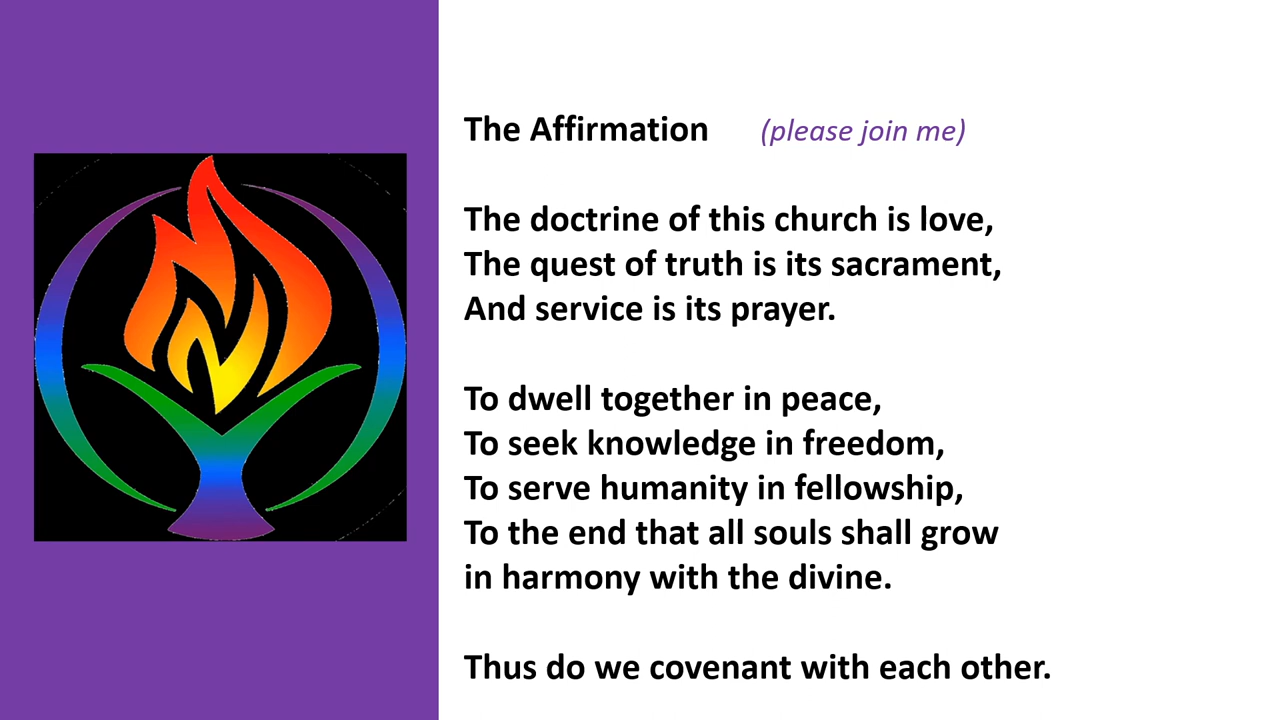 The Affirmation (please join me)
The doctrine of this church is love,
The quest of truth is its sacrament,
And service is its prayer.
To dwell together in peace,
To seek knowledge in freedom,
To serve humanity in fellowship,
To the end that all souls shall grow
in harmony with the divine.
Thus do we covenant with each other.